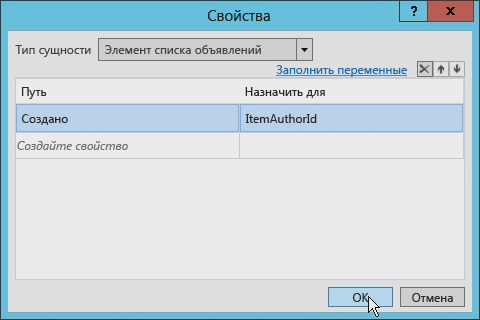 Свойства
Тип сущности Элемент списка объявлений
Заполнить переменные
Путь Назначить для
Создано ItemAuthorId
Создайте свойство
OK Отмена